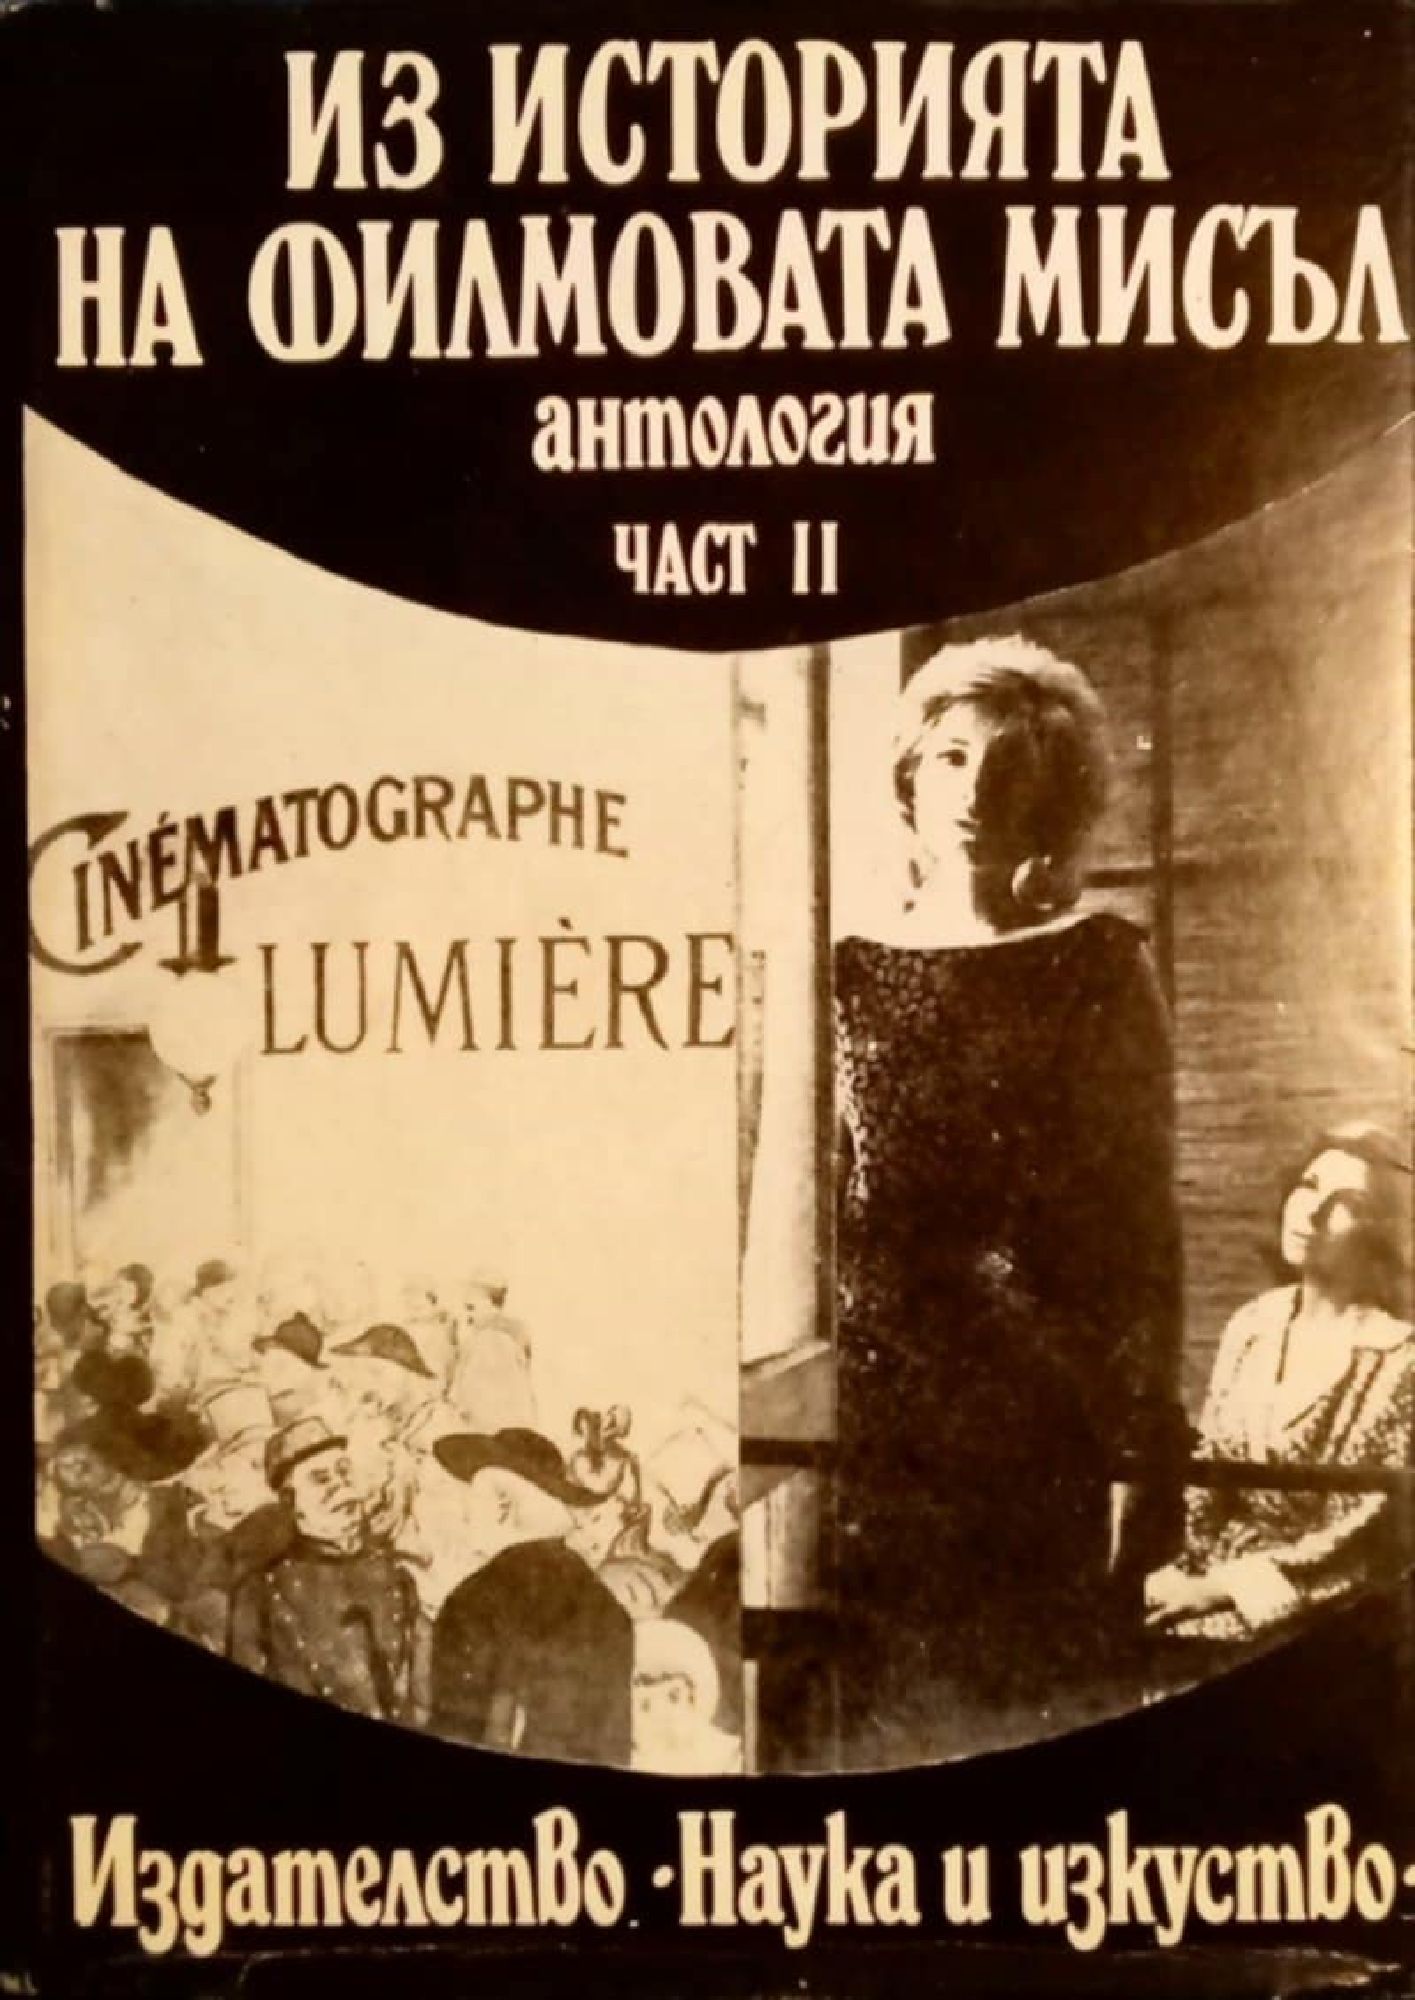 ИЗ ИСТОРИЯТА
НА ФИЛМОВАТА МИСЪЛ
антология
ЧАСТ II
CINÉMATOGRAPHE
LUMIÈRE
Издателство · Наука и изкуство ·